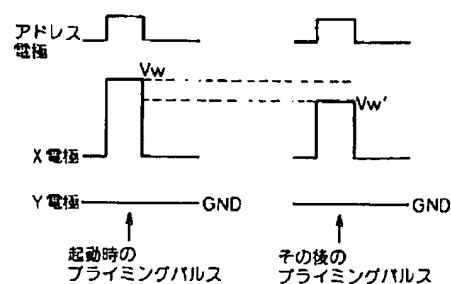 アドレス
電極
Vw
Vw'
X電極
Y電極
GND
GND
起動時の
プライミングパルス
その後の
プライミングパルス